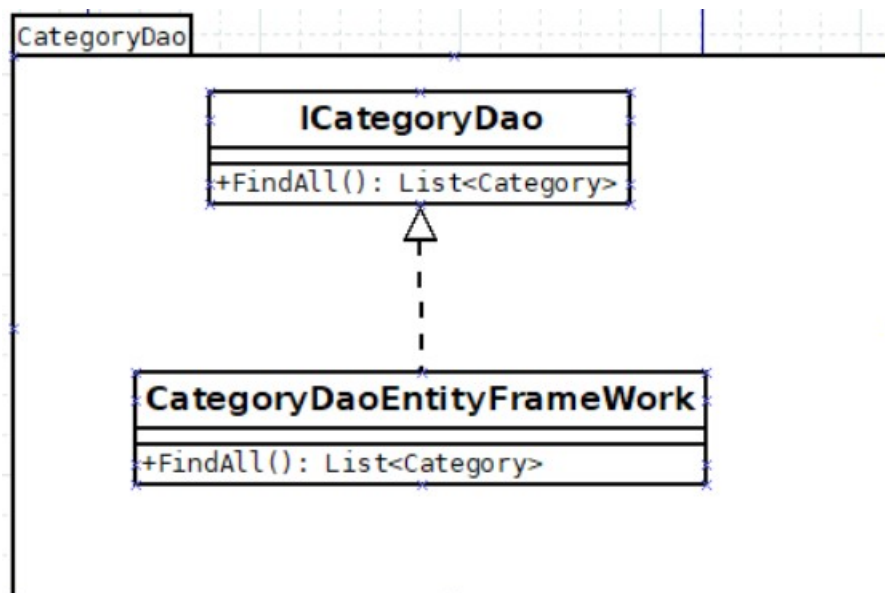 CategoryDao
ICategoryDao
+FindAll(): List<Category>
CategoryDaoEntityFrameWork
+FindAll(): List<Category>